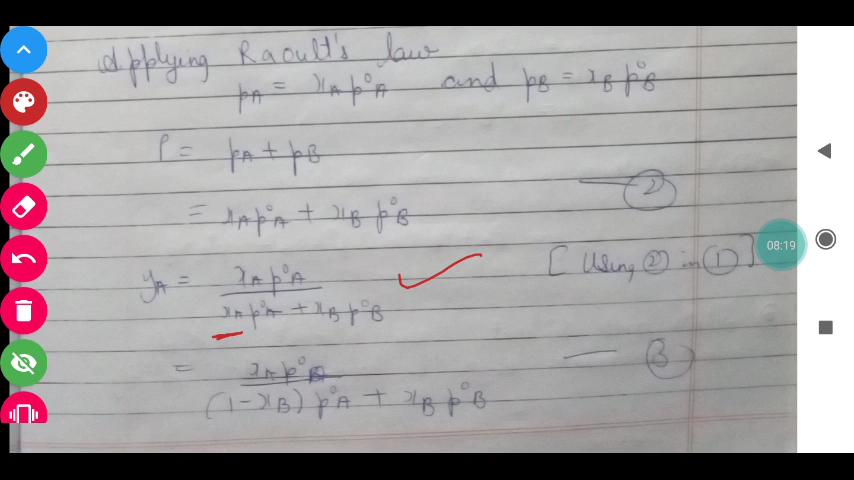 Applying Raoult's law
pA = xA p°A and pB = xB p°B
P = pA + pB
= xA p°A + xB p°B — ②
yA = xA p°A / xA p°A + xB p°B [Using ② in ①]
= xA p°B / (1-xB) p°A + xB p°B — ③
08:19